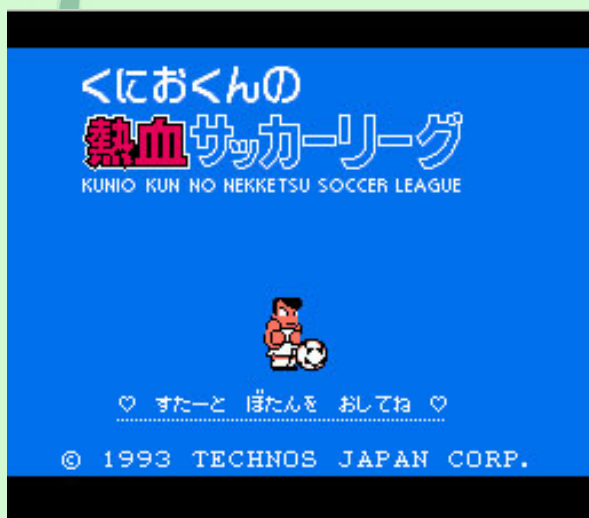 くにおくんの
熱血サッカーリーグ
KUNIO KUN NO NEKKETSU SOCCER LEAGUE
♡ すたーと ぼたんを おしてね ♡
© 1993 TECHNOS JAPAN CORP.